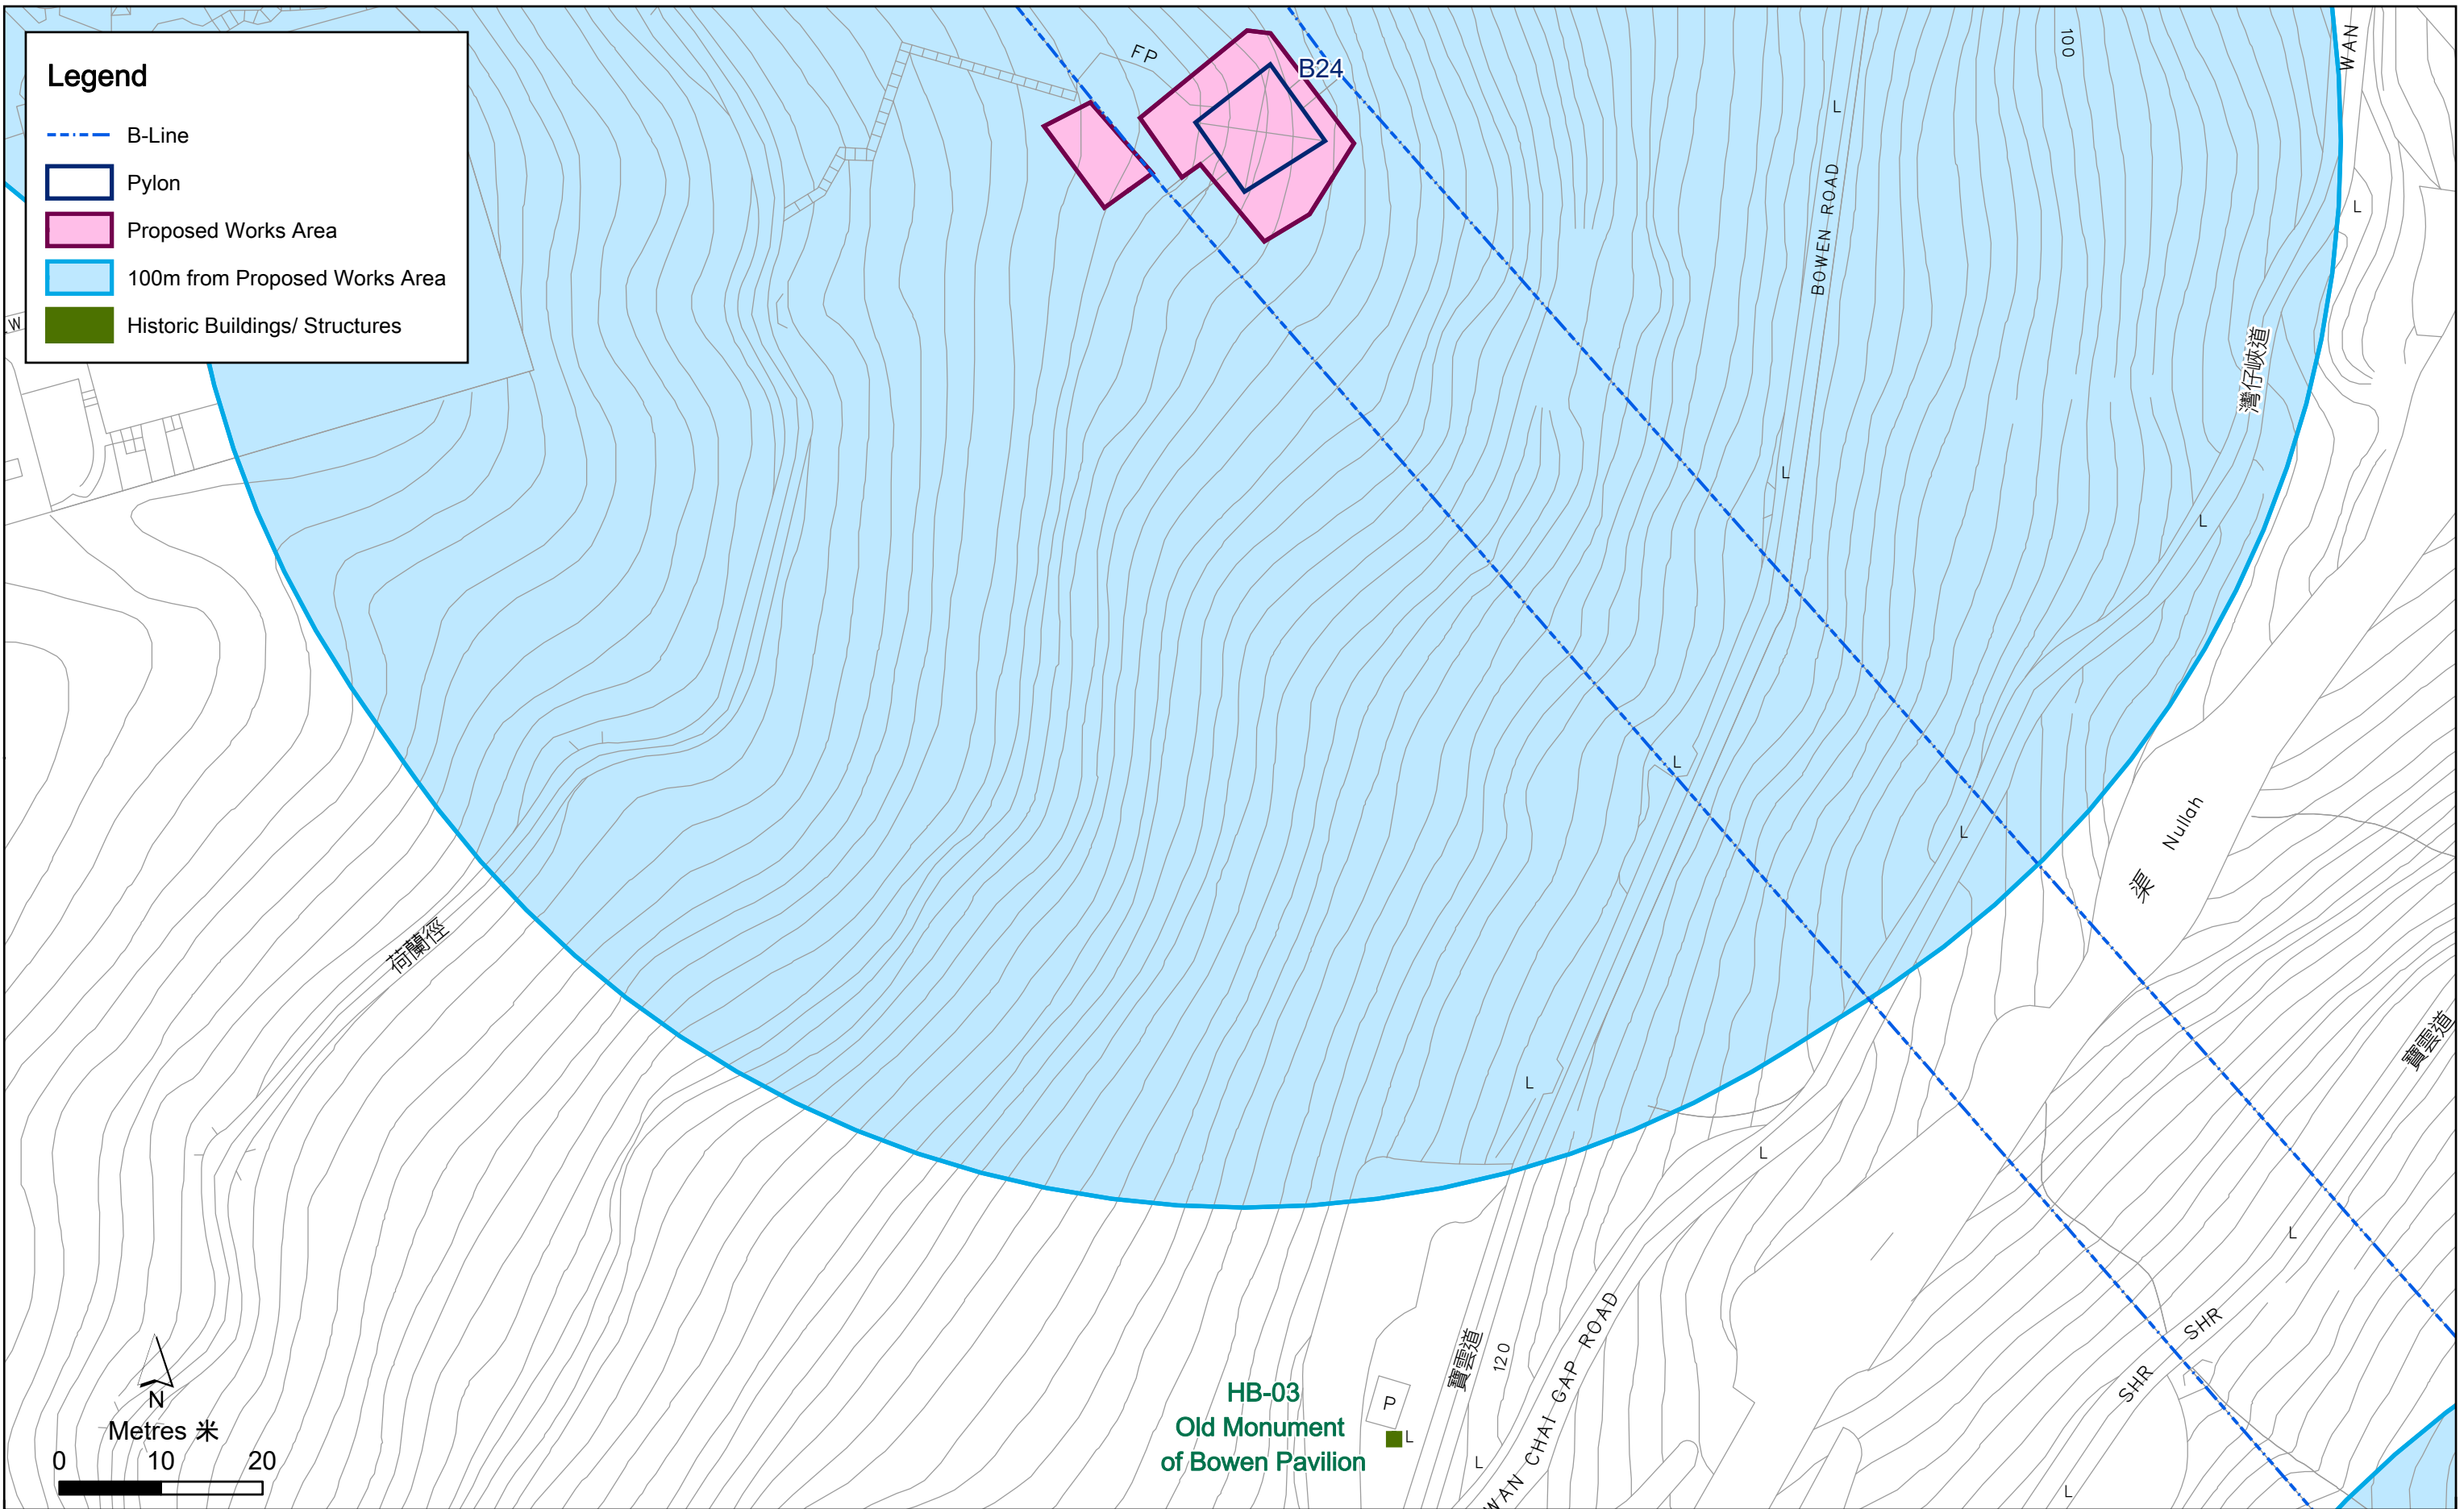 Legend
B-Line
Pylon
Proposed Works Area
100m from Proposed Works Area
Historic Buildings/ Structures
FP
B24
100
WAN
L
BOWEN ROAD
L
W
灣仔峽道
L
L
L
L
Nullah
渠
荷蘭徑
寶雲道
L
L
L
SHR
SHR
寶雲道
120
WAN CHAI GAP ROAD
P
L
HB-03
Old Monument
of Bowen Pavilion
L
L
N
Metres 米
0 10 20